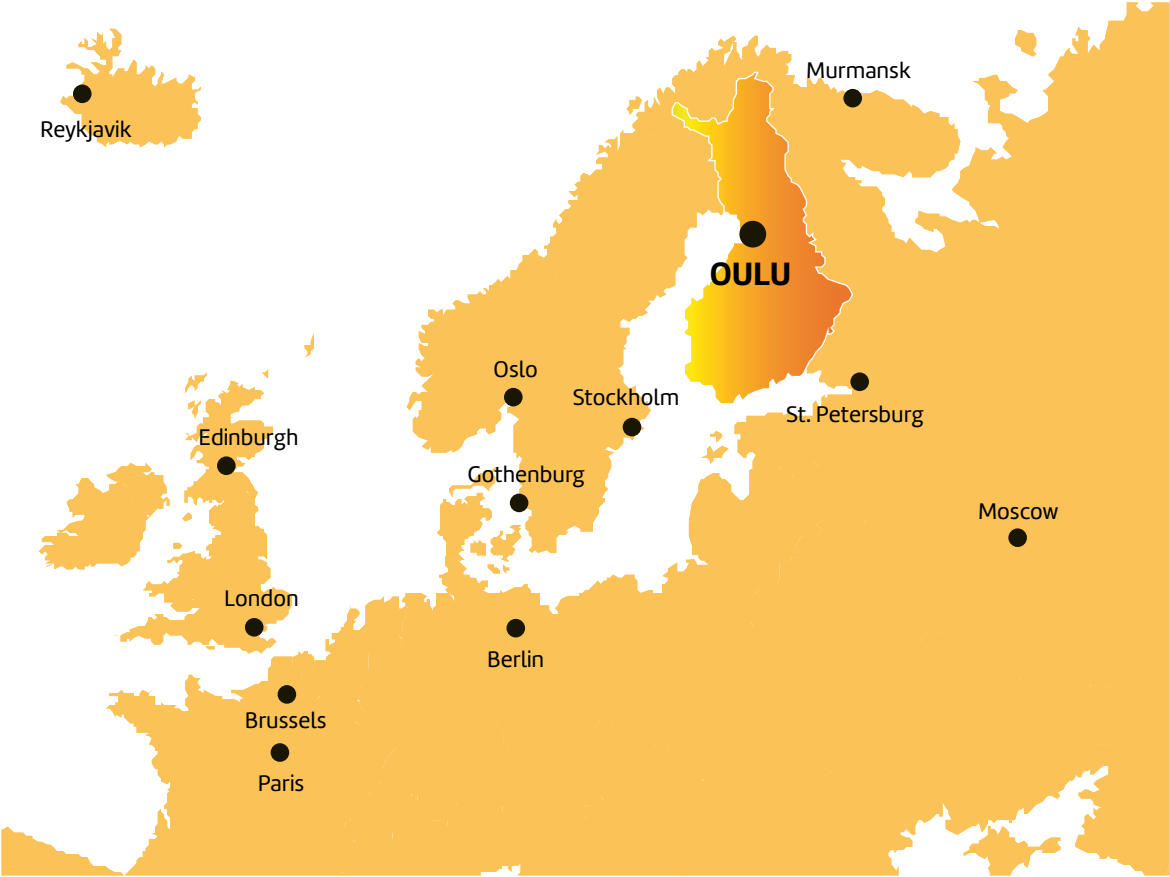 Murmansk
Reykjavik
OULU
Oslo
Stockholm
St. Petersburg
Edinburgh
Gothenburg
Moscow
London
Berlin
Brussels
Paris